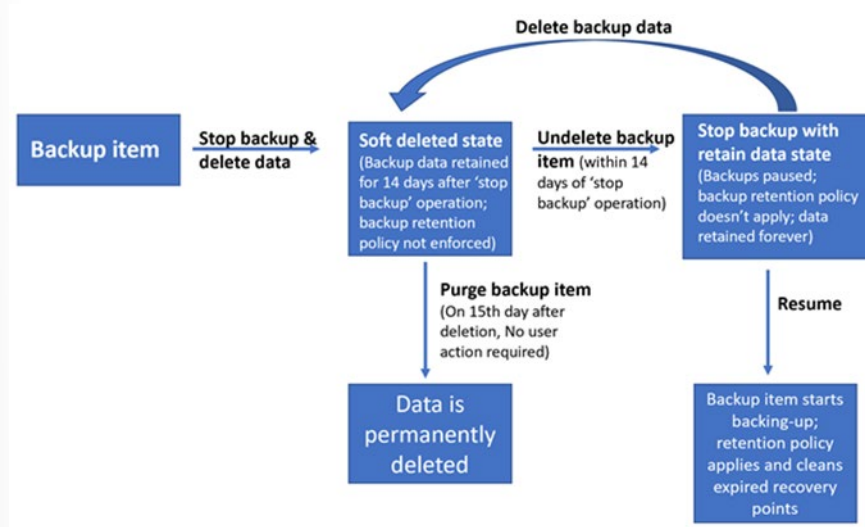 Delete backup data
Backup item
Stop backup &
delete data
Soft deleted state
(Backup data retained
for 14 days after ‘stop
backup’ operation;
backup retention
policy not enforced)
Undelete backup
item (within 14
days of ‘stop
backup’ operation)
Stop backup with
retain data state
(Backups paused;
backup retention policy
doesn’t apply; data
retained forever)
Purge backup item
(On 15th day after
deletion, No user
action required)
Resume
Data is
permanently
deleted
Backup item starts
backing-up;
retention policy
applies and cleans
expired recovery
points